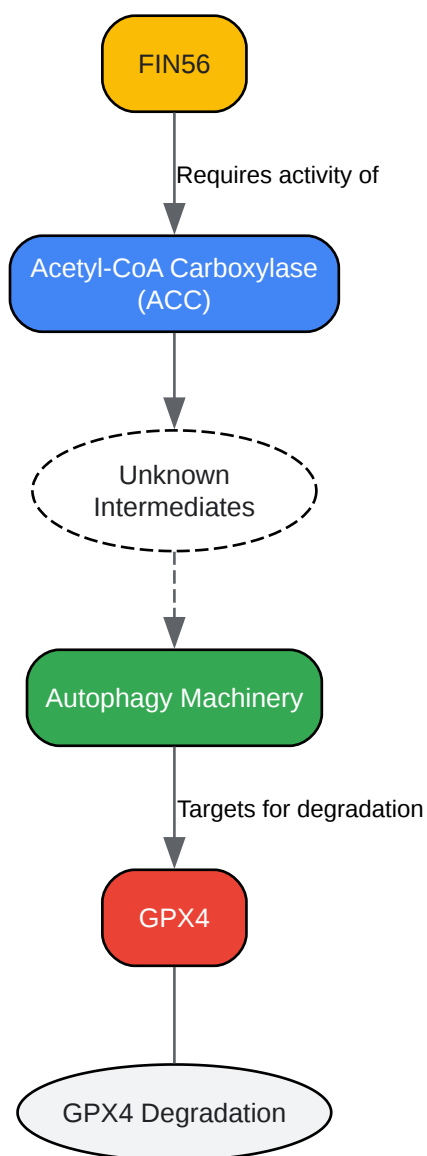 FIN56
Requires activity of
Acetyl-CoA Carboxylase
(ACC)
Unknown
Intermediates
Autophagy Machinery
Targets for degradation
GPX4
GPX4 Degradation